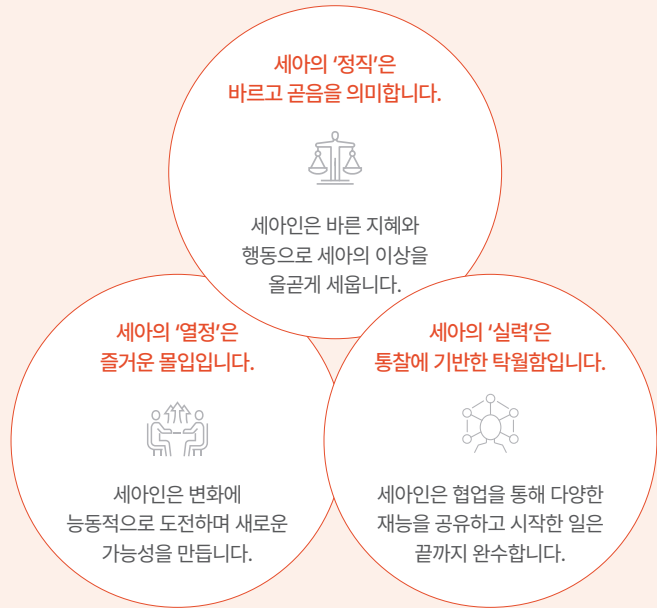 세아의 ‘정직’은
바르고 곧음을 의미합니다.
세아인은 바른 지혜와
행동으로 세아의 이상을
올곧게 세웁니다.
세아의 ‘열정’은
즐거운 몰입입니다.
세아인은 변화에
능동적으로 도전하며 새로운
가능성을 만듭니다.
세아의 ‘실력’은
통찰에 기반한 탁월함입니다.
세아인은 협업을 통해 다양한
재능을 공유하고 시작한 일은
끝까지 완수합니다.